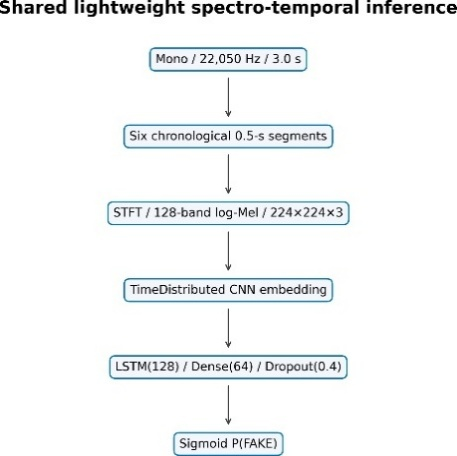 Shared lightweight spectro-temporal inference
Mono / 22,050 Hz / 3.0 s
Six chronological 0.5-s segments
STFT / 128-band log-Mel / 224×224×3
TimeDistributed CNN embedding
LSTM(128) / Dense(64) / Dropout(0.4)
Sigmoid P(FAKE)